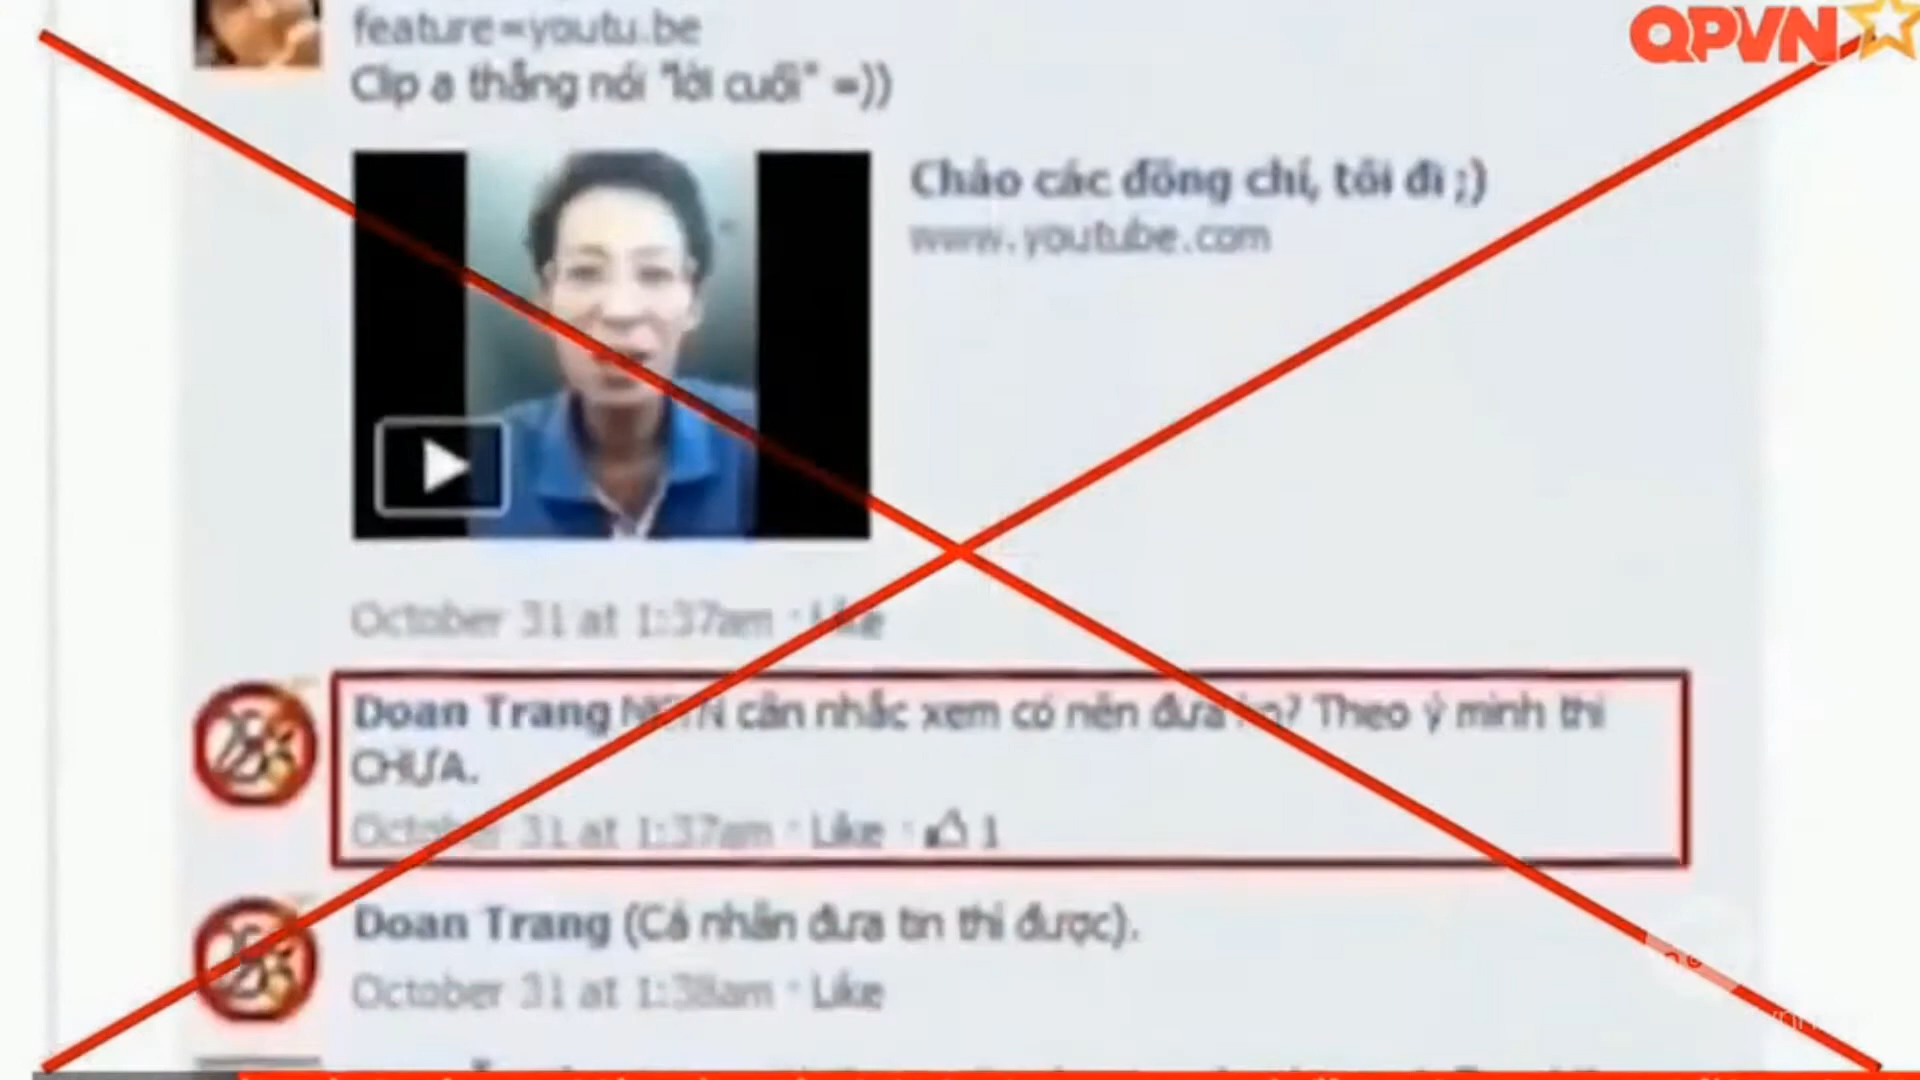 QPVN
feature=youtu.be
Clip a thắng nói "lời cuối" =))
Chào các đồng chí, tôi đi ;)
www.youtube.com
October 31 at 1:37am · Like
Doan Trang cân nhắc xem có nên đưa ? Theo ý mình thì
CHƯA.
October 31 at 1:37am · Like · 1
Doan Trang (Cá nhân đưa tin thì được).
October 31 at 1:38am · Like